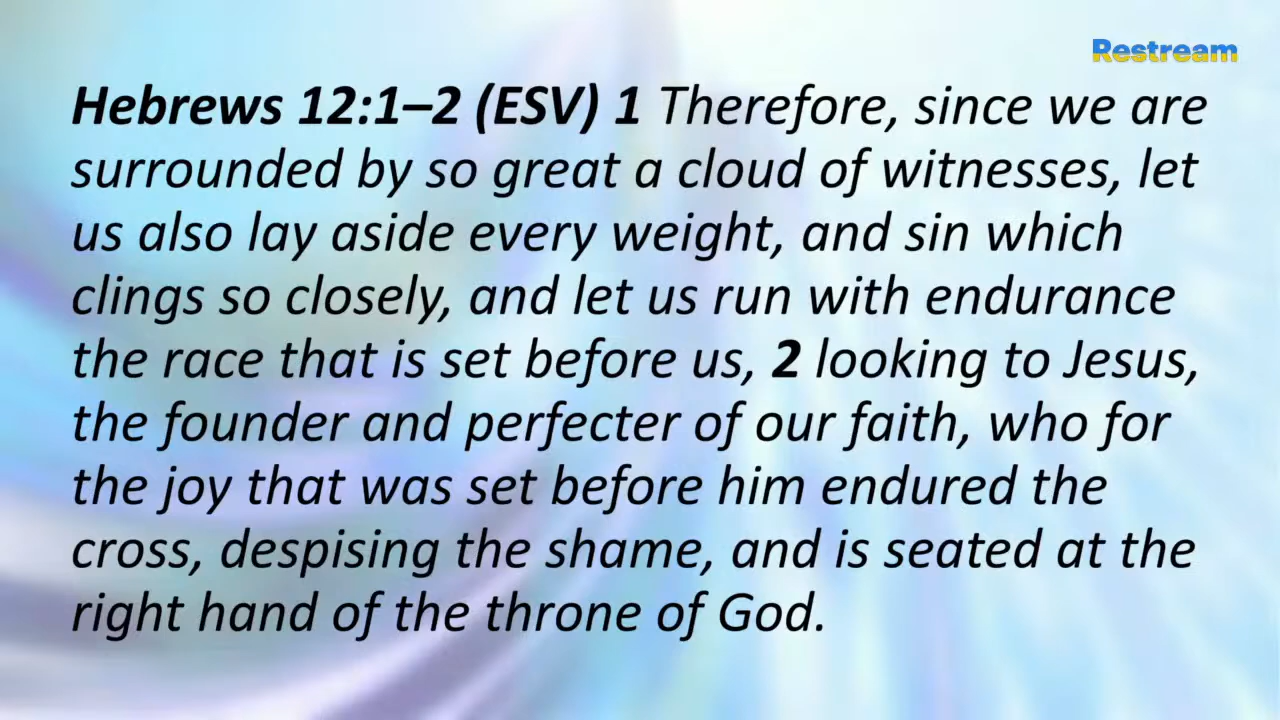 Restream
Hebrews 12:1–2 (ESV) 1 Therefore, since we are
surrounded by so great a cloud of witnesses, let
us also lay aside every weight, and sin which
clings so closely, and let us run with endurance
the race that is set before us, 2 looking to Jesus,
the founder and perfecter of our faith, who for
the joy that was set before him endured the
cross, despising the shame, and is seated at the
right hand of the throne of God.